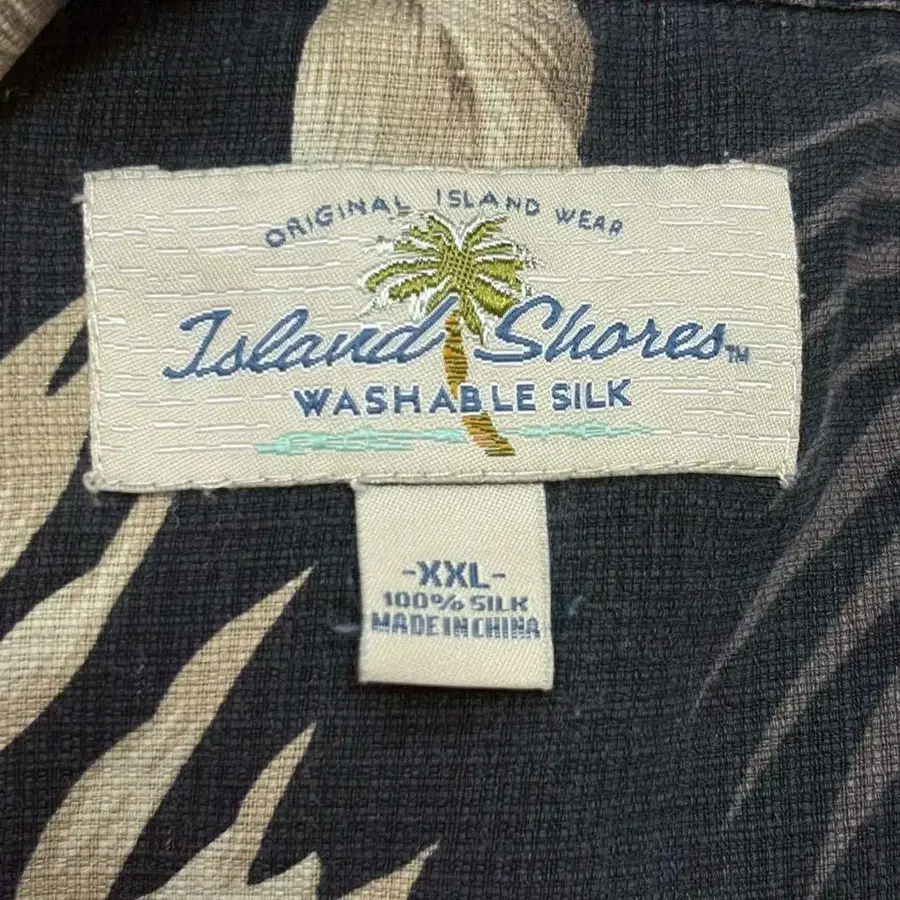 ORIGINAL ISLAND WEAR
Island Shores™
WASHABLE SILK
-XXL-
100% SILK
MADE IN CHINA